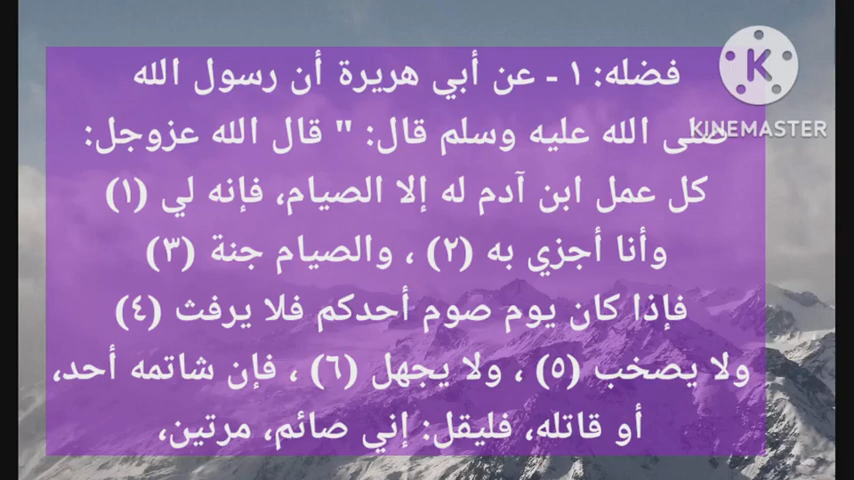 فضله: ١ - عن أبي هريرة أن رسول الله
صلى الله عليه وسلم قال: " قال الله عزوجل:
كل عمل ابن آدم له إلا الصيام، فإنه لي (١)
وأنا أجزي به (٢) ، والصيام جنة (٣)
فإذا كان يوم صوم أحدكم فلا يرفث (٤)
ولا يصخب (٥) ، ولا يجهل (٦) ، فإن شاتمه أحد،
أو قاتله، فليقل: إني صائم، مرتين،
K
KINEMASTER